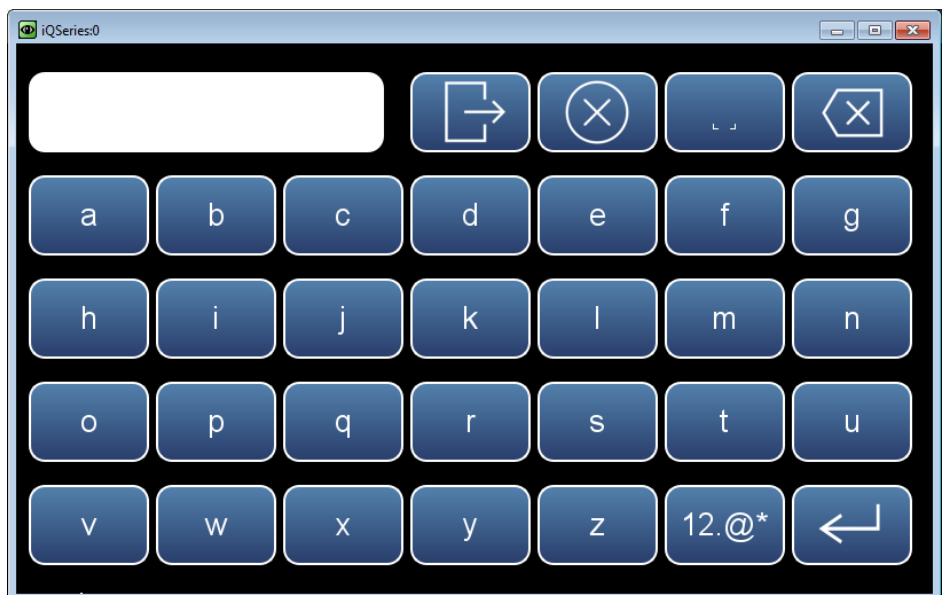 iQSeries:0
a b c d e f g
h i j k l m n
o p q r s t u
v w x y z 12.@*